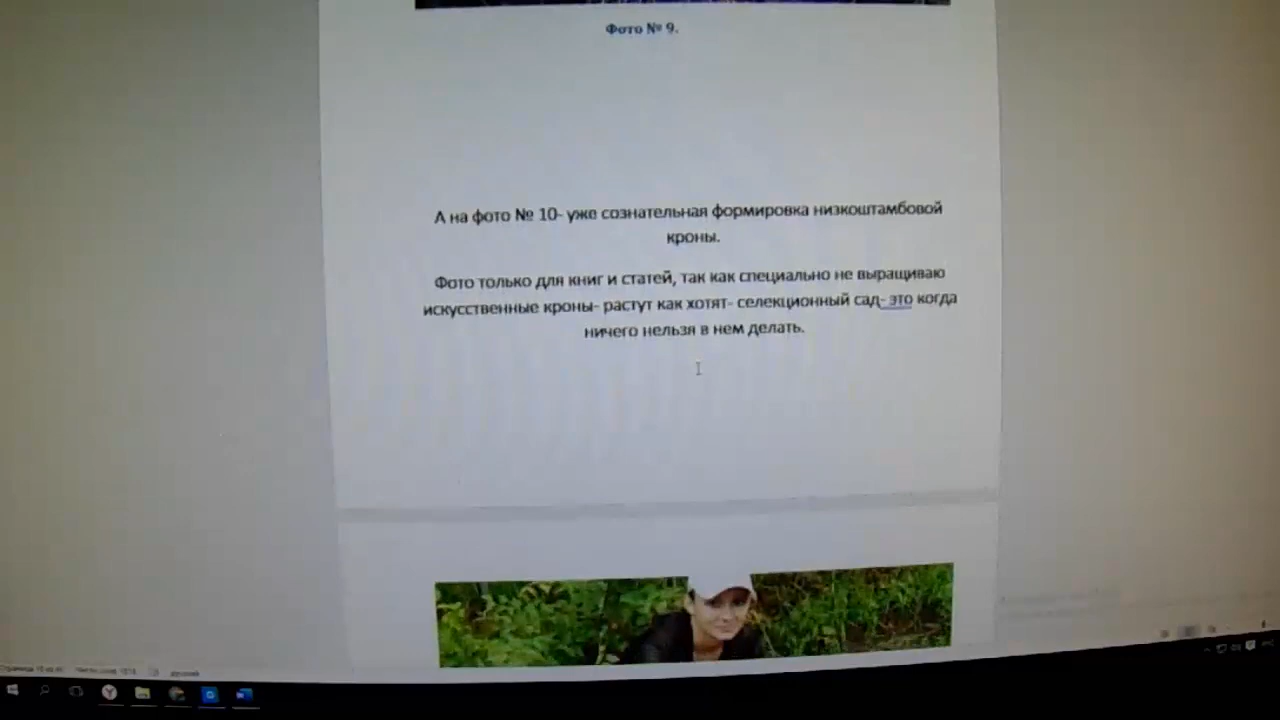 Фото № 9.
А на фото № 10- уже сознательная формировка низкоштамбовой
кроны.
Фото только для книг и статей, так как специально не выращиваю
искусственные кроны- растут как хотят- селекционный сад- это когда
ничего нельзя в нем делать.